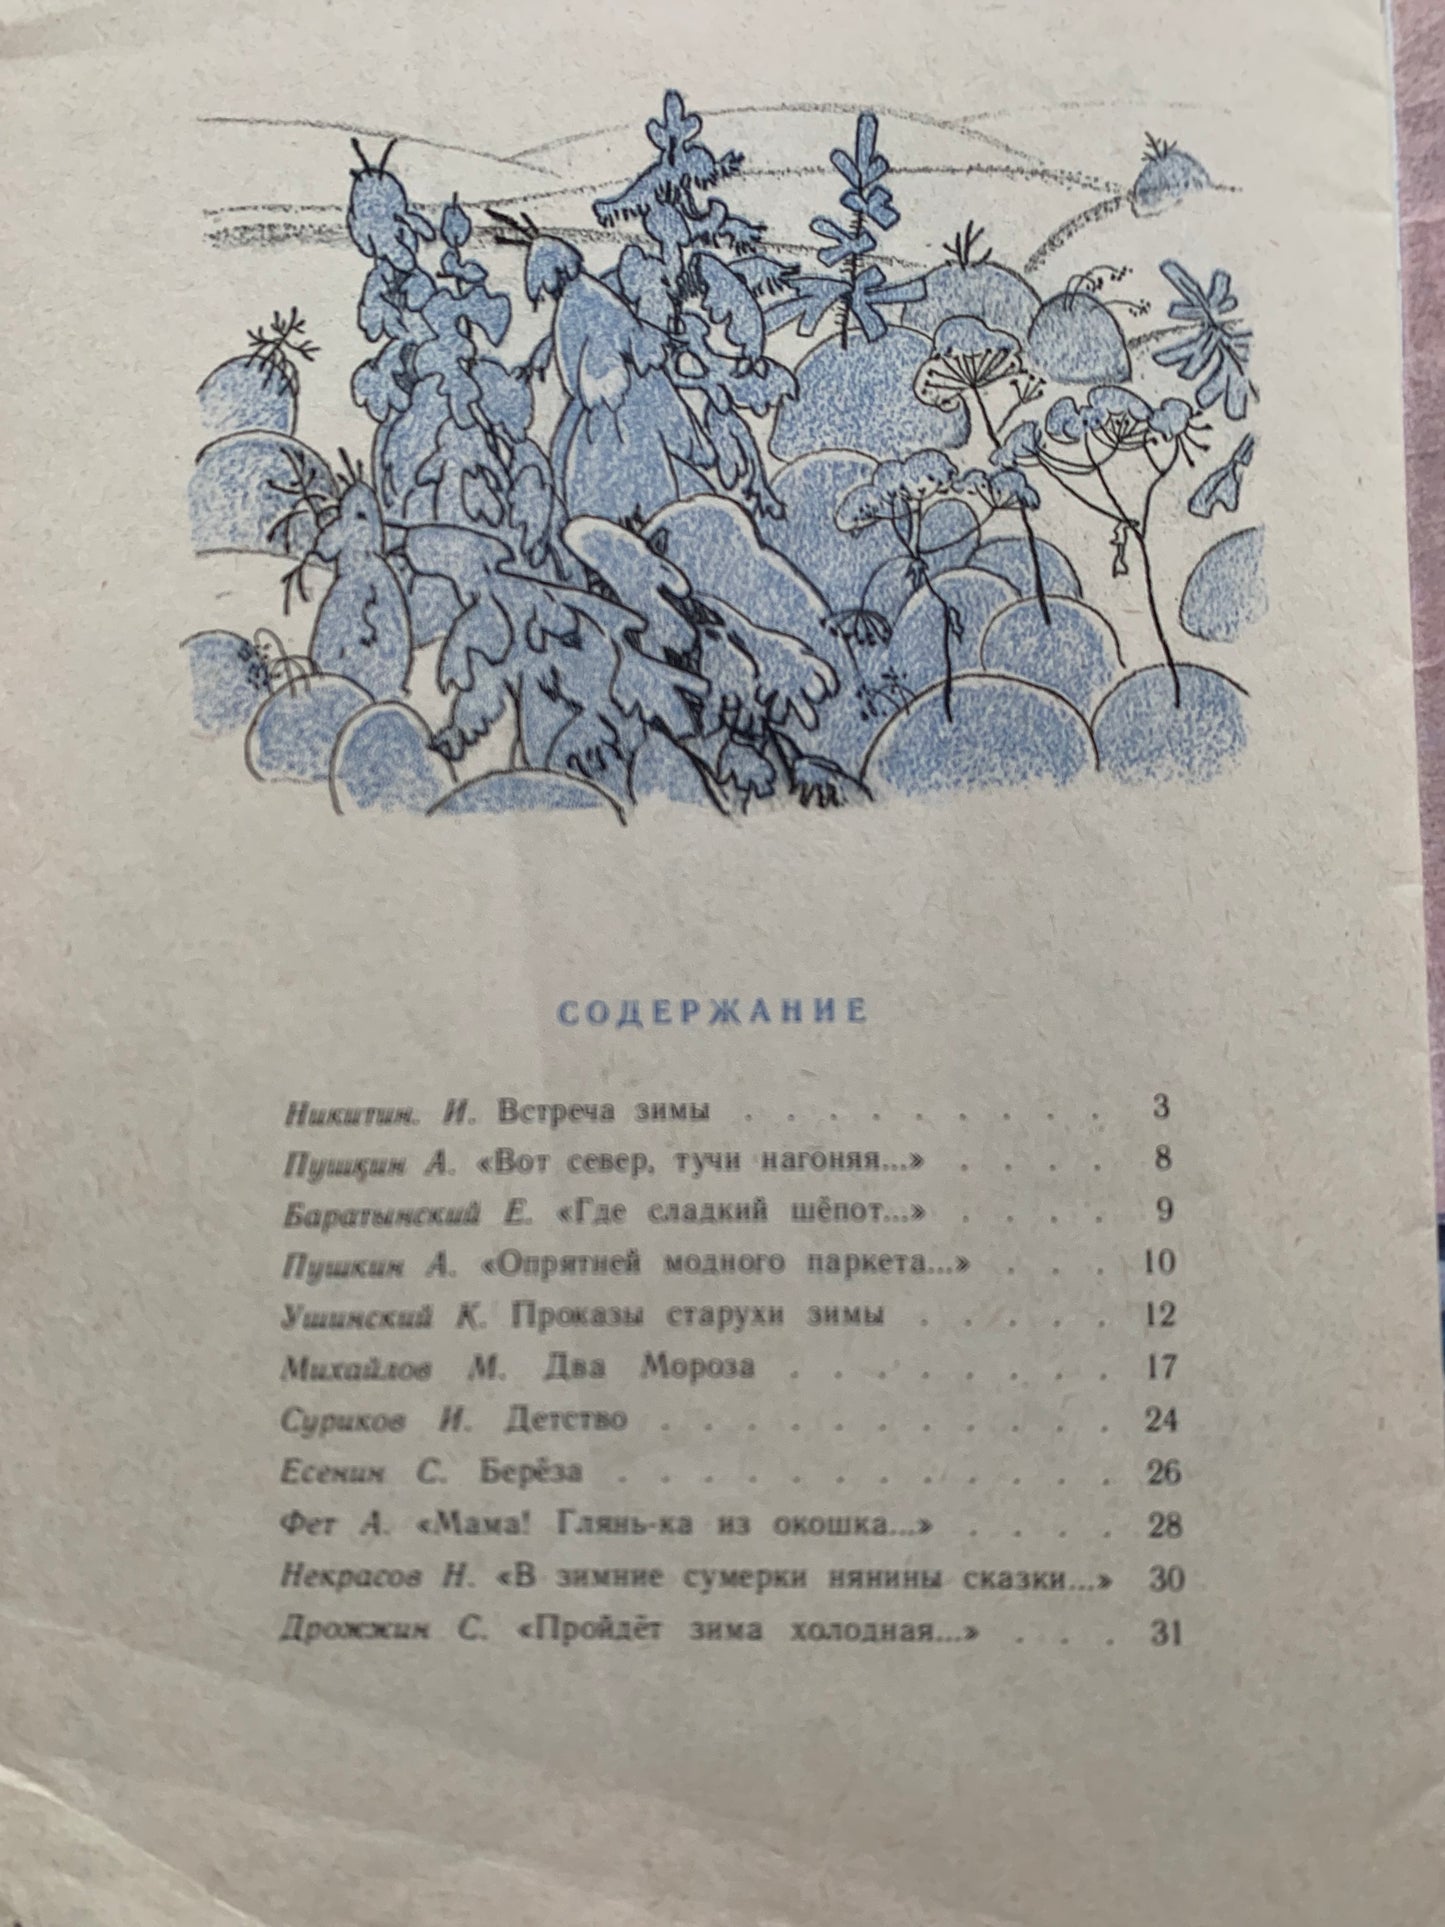 СОДЕРЖАНИЕ
Никитин. И. Встреча зимы . . . . . . . . . 3
Пушкин А. «Вот север, тучи нагоняя...» . . . . 8
Баратынский Е. «Где сладкий шёпот...» . . . . 9
Пушкин А. «Опрятней модного паркета...» . . . 10
Ушинский К. Проказы старухи зимы . . . . . 12
Михайлов М. Два Мороза . . . . . . . . 17
Суриков И. Детство . . . . . . . . . . . 24
Есенин С. Берёза . . . . . . . . . . . . 26
Фет А. «Мама! Глянь-ка из окошка...» . . . . 28
Некрасов Н. «В зимние сумерки нянины сказки...» 30
Дрожжин С. «Пройдёт зима холодная...» . . . 31